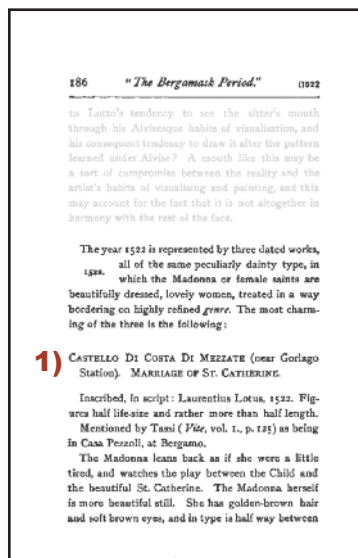 186 "The Bergamask Period." [1522
to Lotto's tendency to see the sitter's mouth
through his Alvisesque habits of visualisation, and
his consequent tendency to draw it after the pattern
learned under Alvise? A mouth like this may be
a sort of compromise between the reality and the
artist's habits of visualising and painting, and this
may account for the fact that it is not altogether in
harmony with the rest of the face.
The year 1522 is represented by three dated works,
1522. all of the same peculiarly dainty type, in
which the Madonna or female saints are
beautifully dressed, lovely women, treated in a way
bordering on highly refined genre. The most charm-
ing of the three is the following:
1) CASTELLO DI COSTA DI MEZZATE (near Gorlago
Station). MARRIAGE OF ST. CATHERINE.
Inscribed, in script: Laurentius Lotus, 1522. Fig-
ures half life-size and rather more than half length.
Mentioned by Tassi (Vite, vol. I., p. 125) as being
in Casa Pezzoli, at Bergamo.
The Madonna leans back as if she were a little
tired, and watches the play between the Child and
the beautiful St. Catherine. The Madonna herself
is more beautiful still. She has golden-brown hair
and soft brown eyes, and in type is half way between